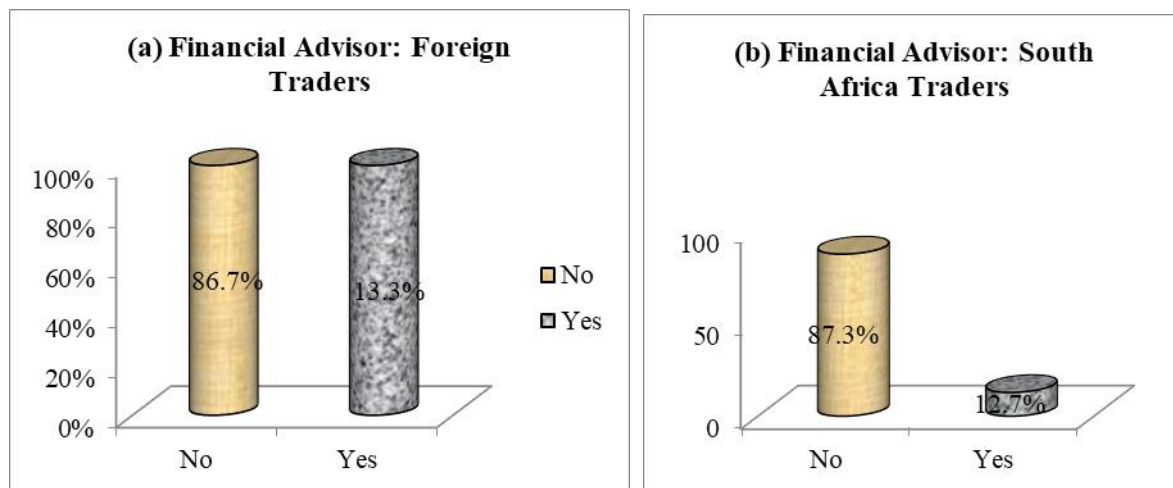 (a) Financial Advisor: Foreign
Traders
100%
80%
60%
40%
20%
0%
86.7%
13.3%
No
Yes
No
Yes
(b) Financial Advisor: South
Africa Traders
100
50
0
87.3%
12.7%
No
Yes